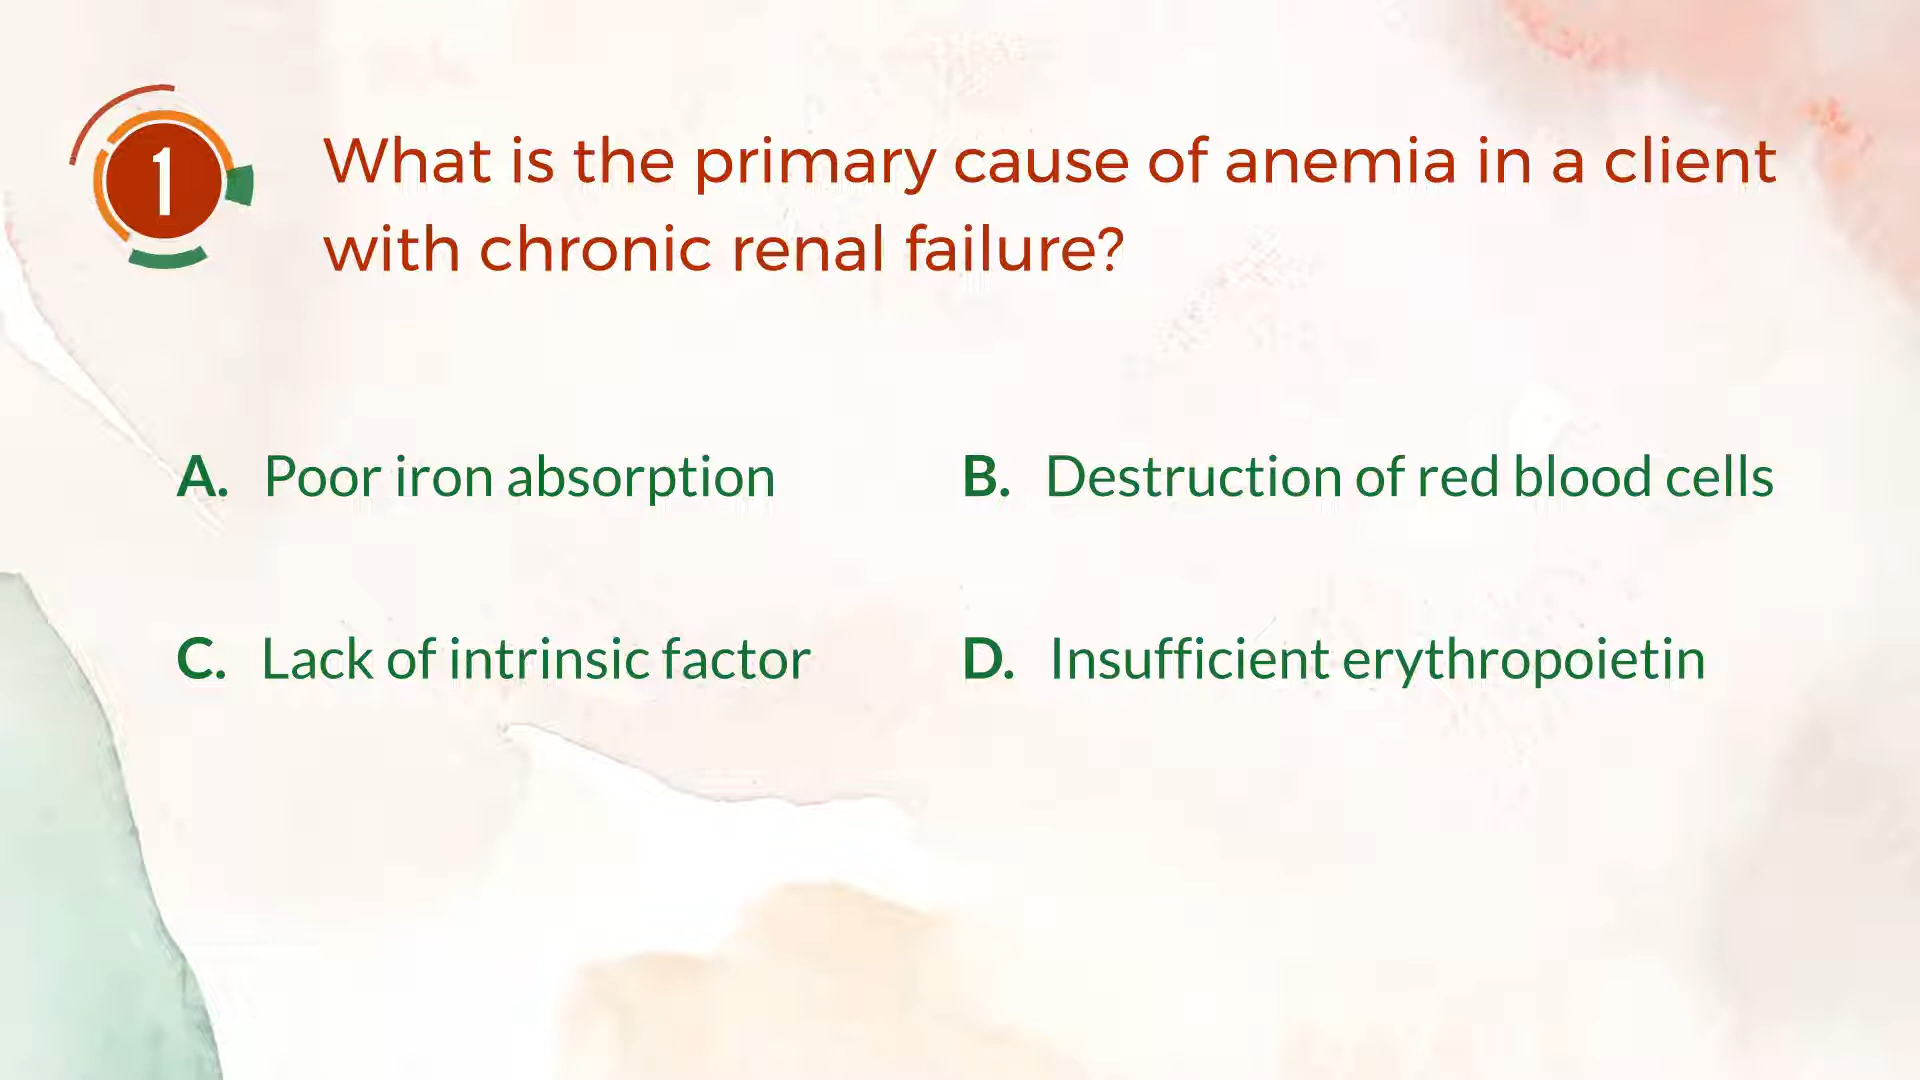 1
What is the primary cause of anemia in a client
with chronic renal failure?
A. Poor iron absorption
B. Destruction of red blood cells
C. Lack of intrinsic factor
D. Insufficient erythropoietin